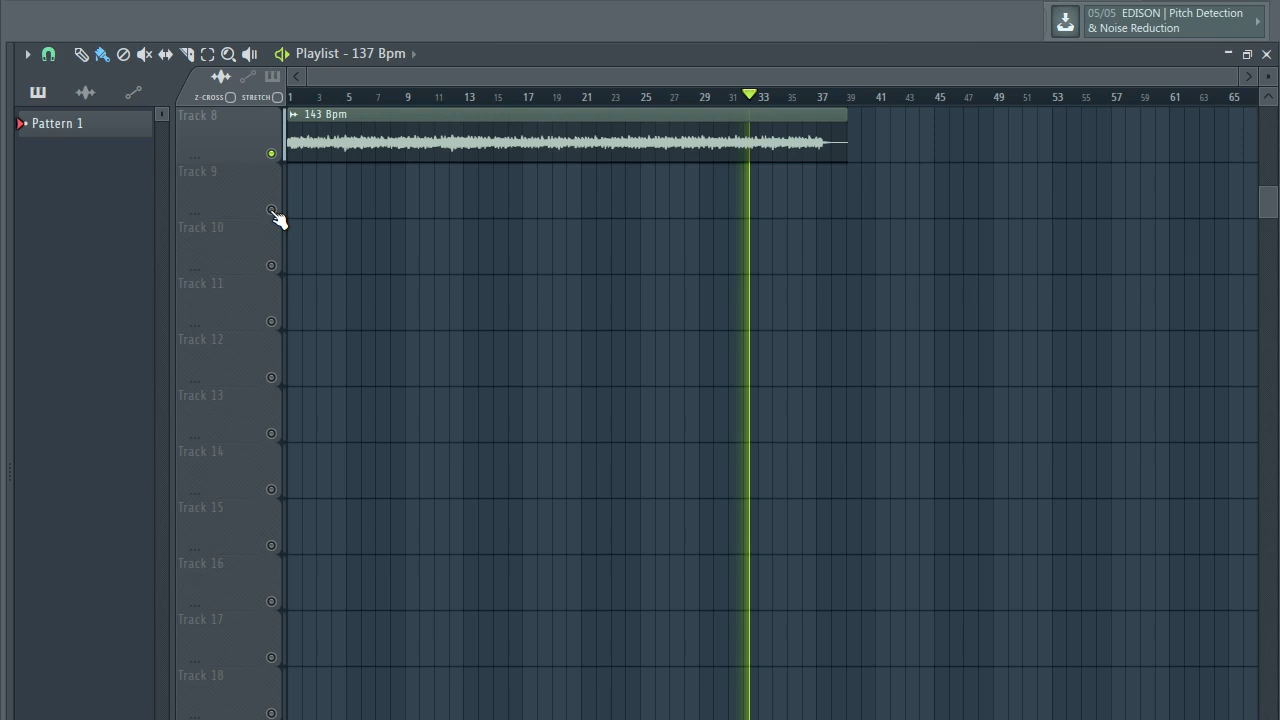 05/05 EDISON | Pitch Detection
& Noise Reduction
Playlist - 137 Bpm
Z-CROSS STRETCH
1 3 5 7 9 11 13 15 17 19 21 23 25 27 29 31 33 35 37 39 41 43 45 47 49 51 53 55 57 59 61 63 65
Pattern 1
Track 8
143 Bpm
...
Track 9
...
Track 10
...
Track 11
...
Track 12
...
Track 13
...
Track 14
...
Track 15
...
Track 16
...
Track 17
...
Track 18
...